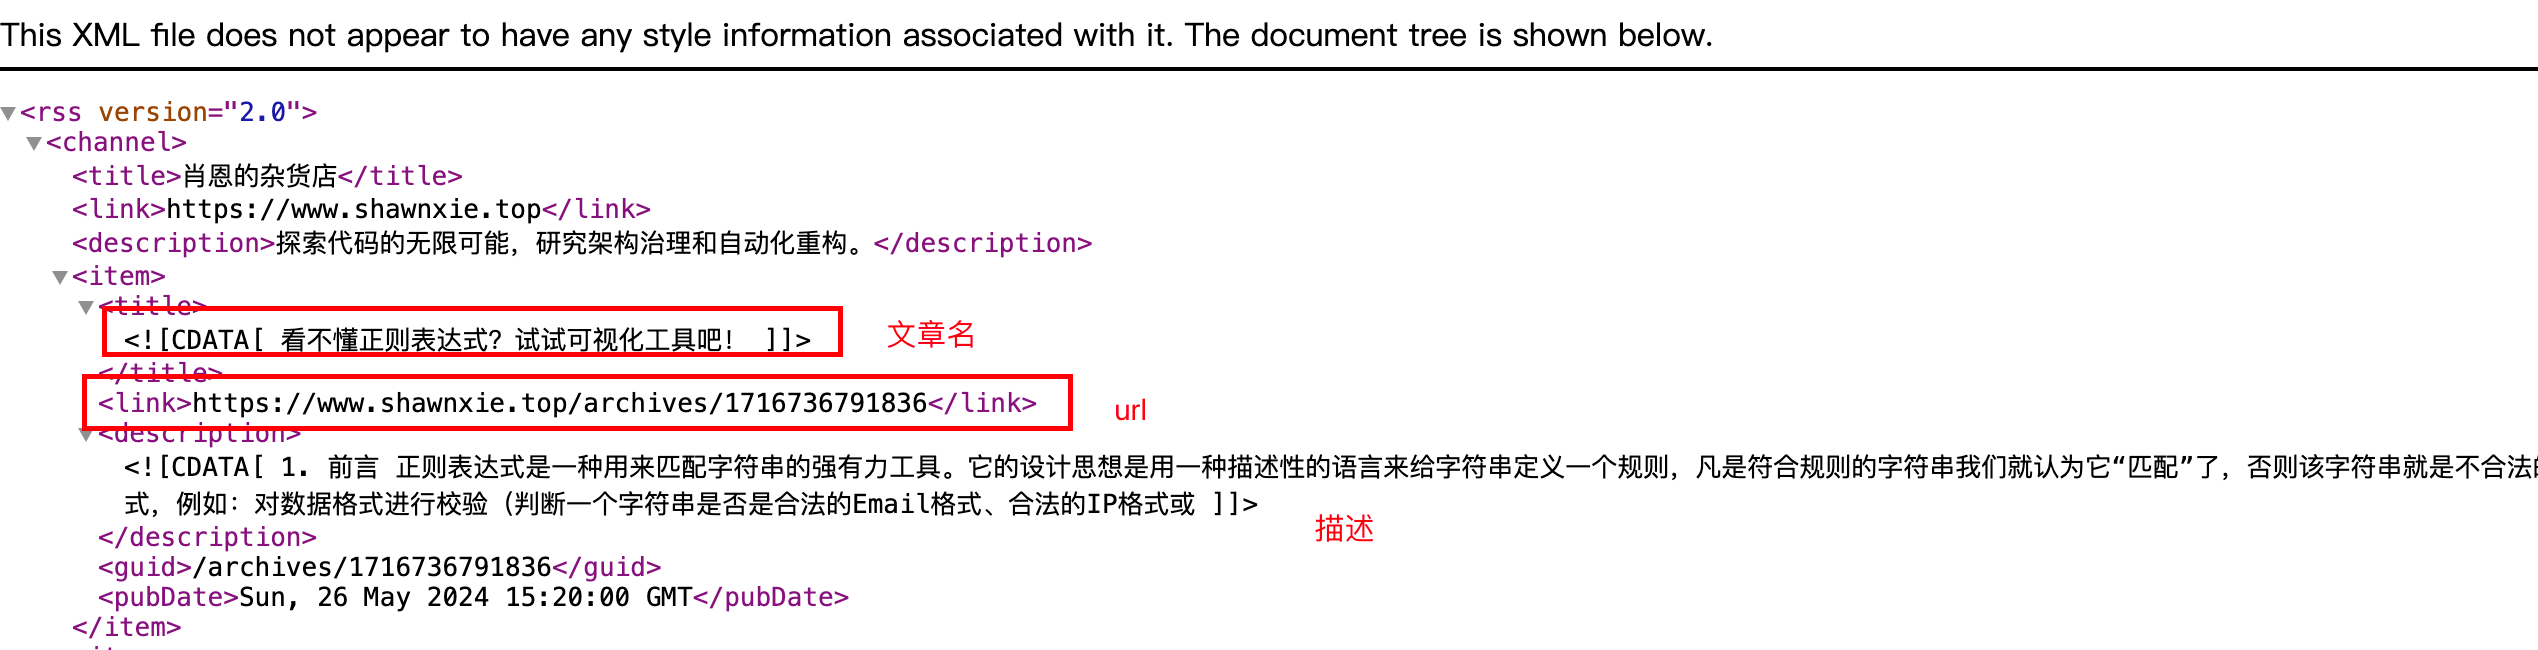 This XML file does not appear to have any style information associated with it. The document tree is shown below.
▼<rss version="2.0">
▼<channel>
<title>肖恩的杂货店</title>
<link>https://www.shawnxie.top</link>
<description>探索代码的无限可能，研究架构治理和自动化重构。</description>
▼<item>
▼<title>
<![CDATA[ 看不懂正则表达式？试试可视化工具吧！ ]]>
文章名
</title>
<link>https://www.shawnxie.top/archives/1716736791836</link>
url
▼<description>
<![CDATA[ 1. 前言 正则表达式是一种用来匹配字符串的强有力工具。它的设计思想是用一种描述性的语言来给字符串定义一个规则，凡是符合规则的字符串我们就认为它“匹配”了，否则该字符串就是不合法
式，例如：对数据格式进行校验（判断一个字符串是否是合法的Email格式、合法的IP格式或 ]]>
描述
</description>
<guid>/archives/1716736791836</guid>
<pubDate>Sun, 26 May 2024 15:20:00 GMT</pubDate>
</item>